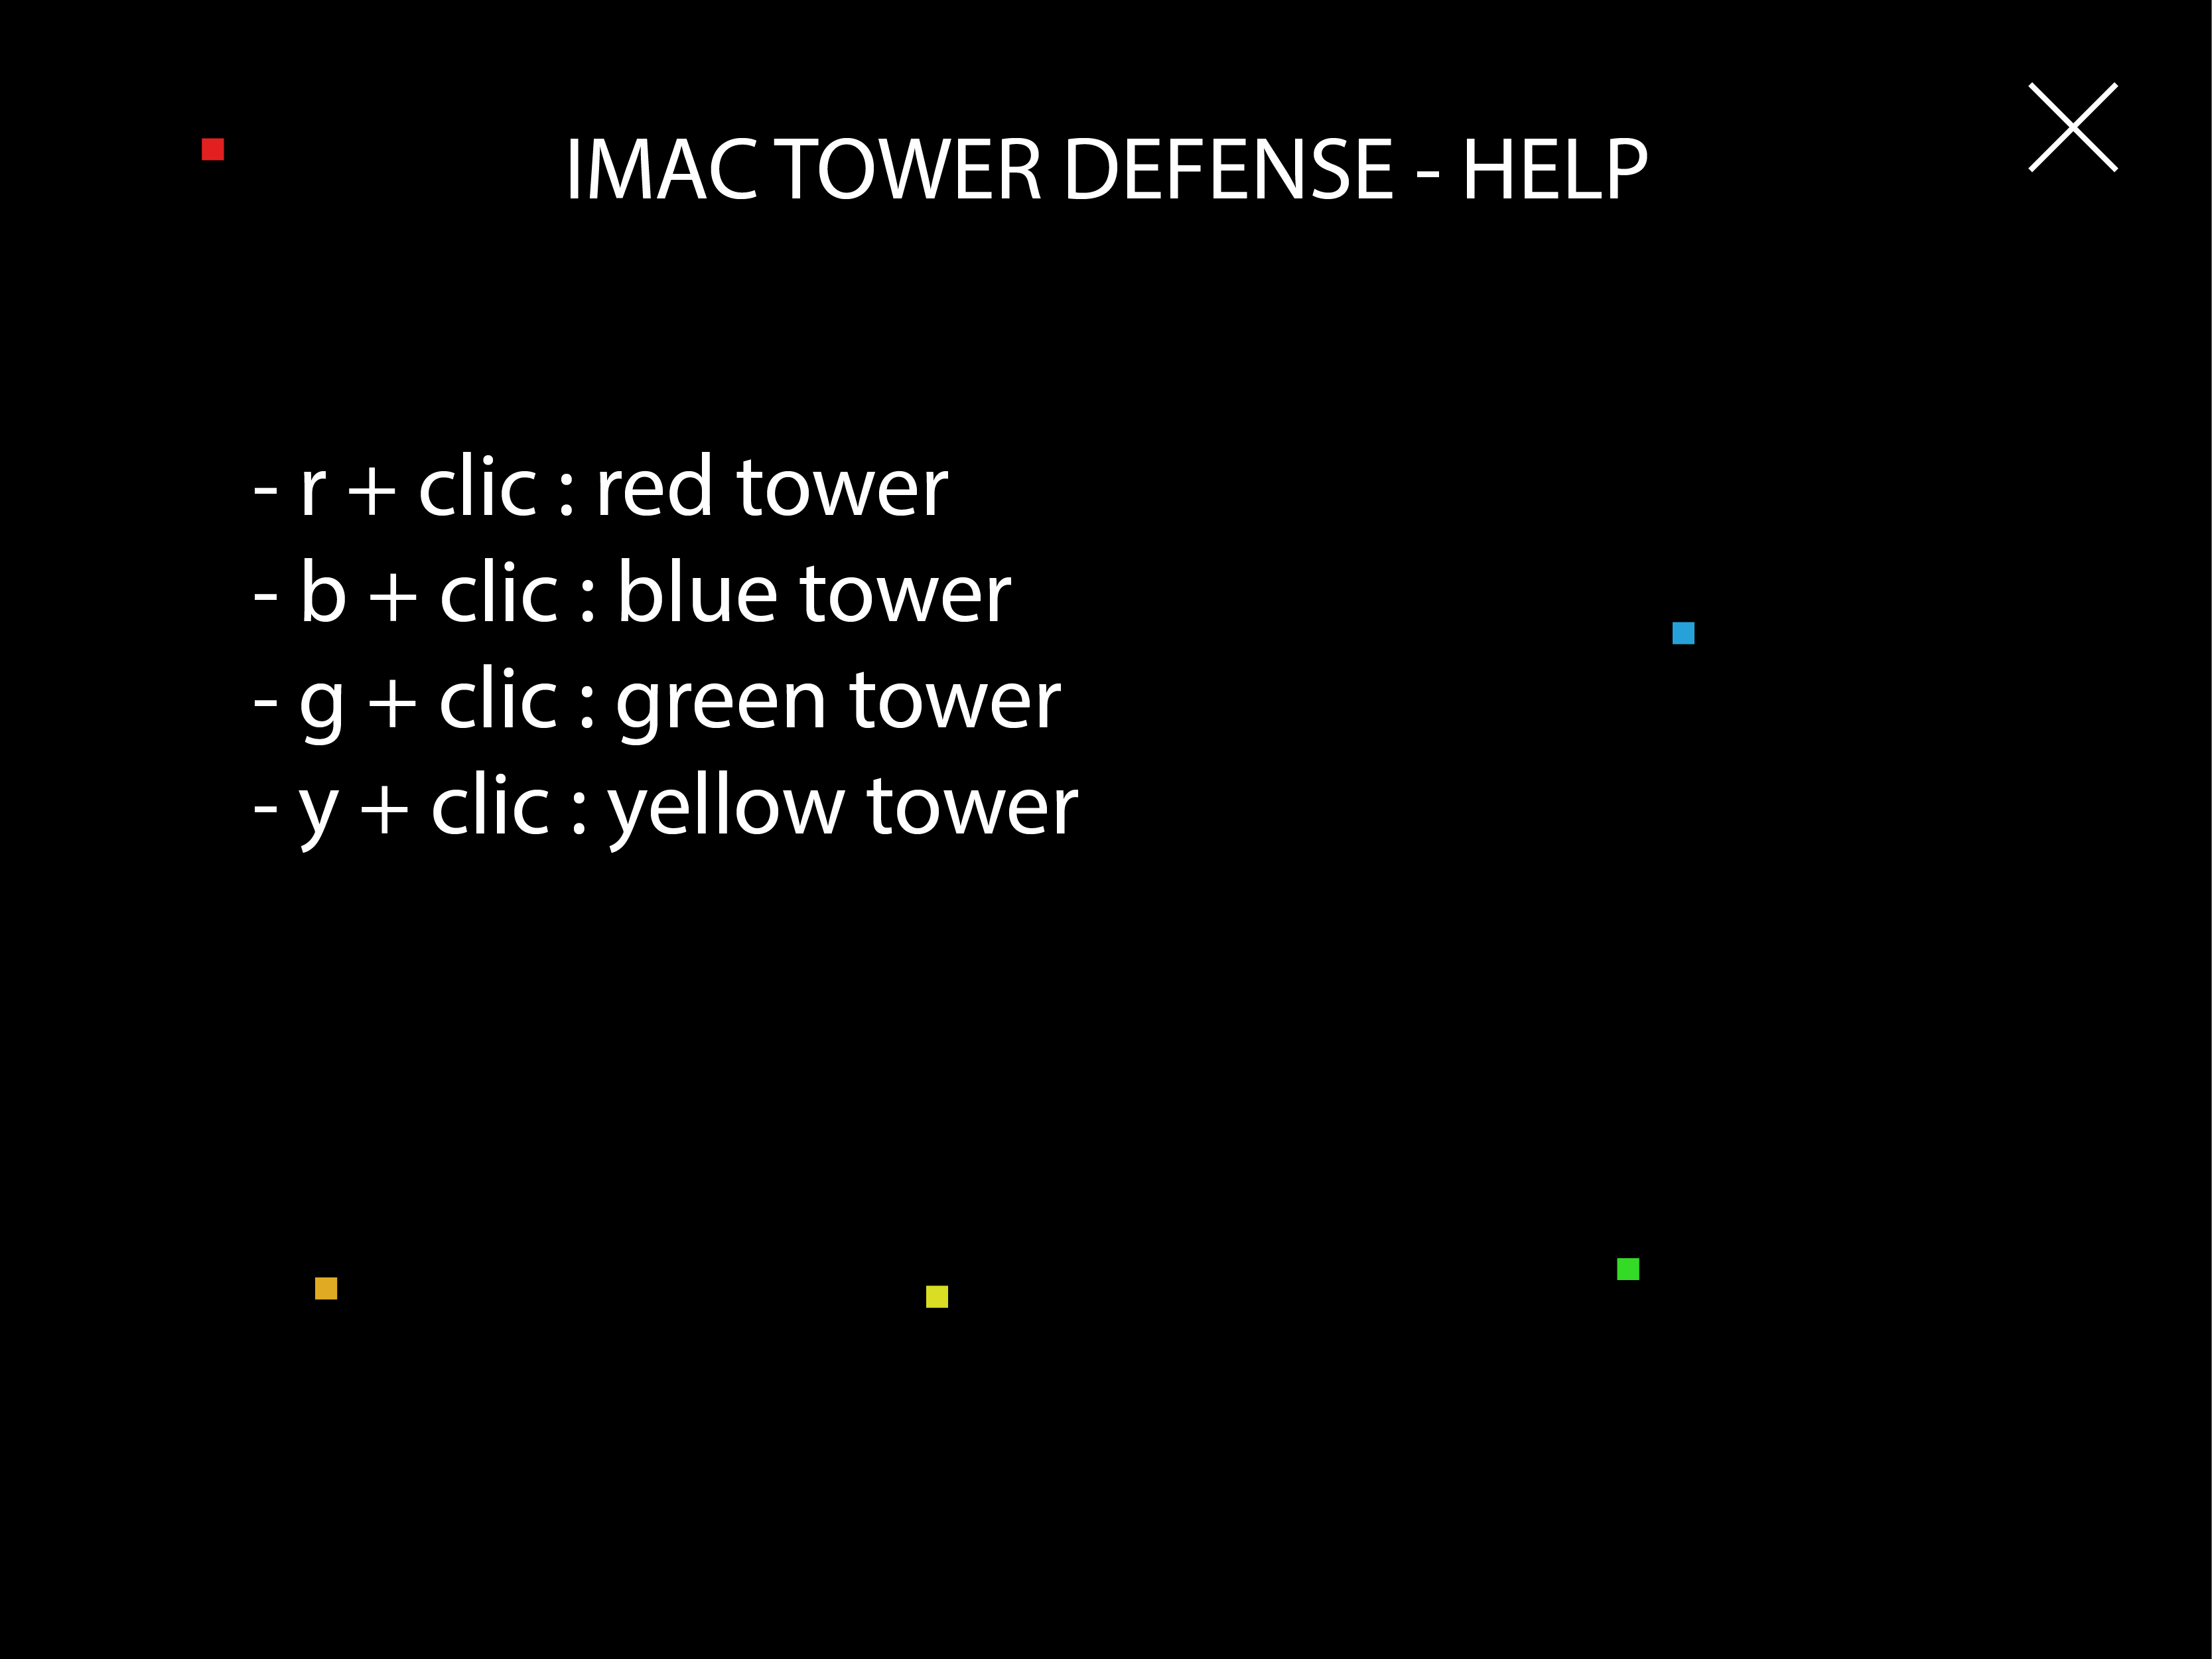 IMAC TOWER DEFENSE - HELP
- r + clic : red tower
- b + clic : blue tower
- g + clic : green tower
- y + clic : yellow tower